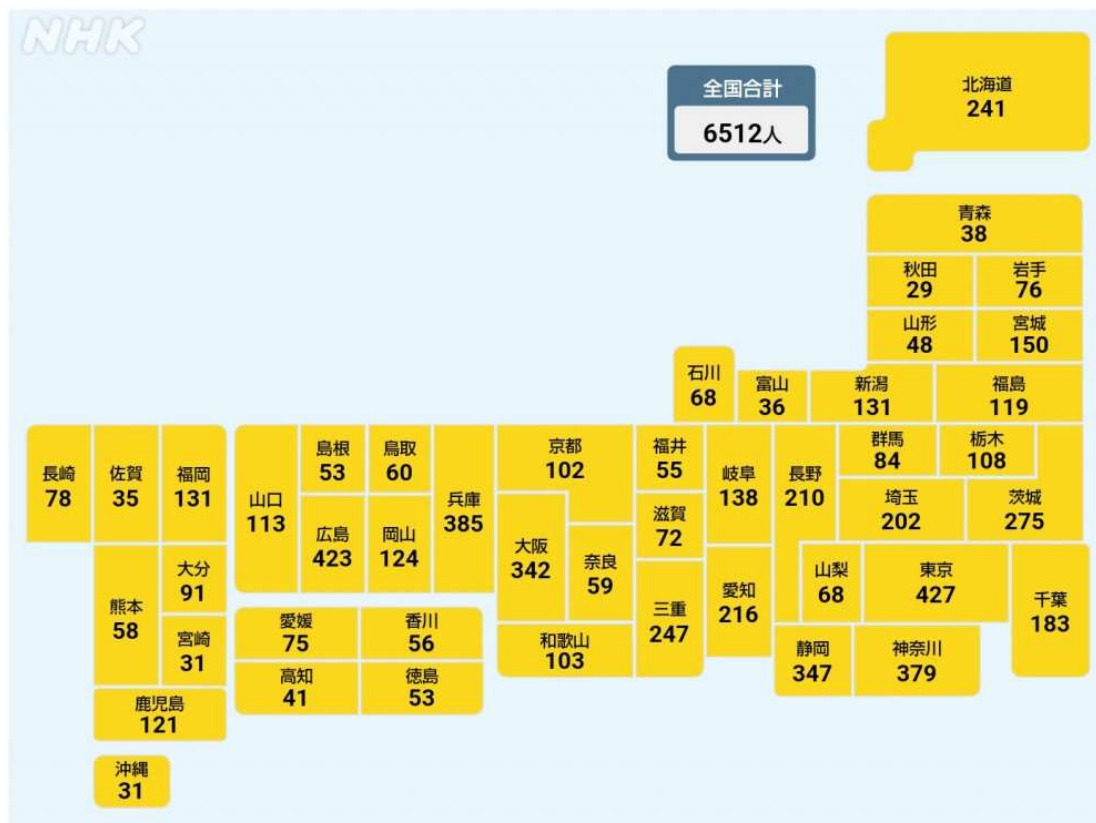 NHK
全国合計
6512人
北海道
241
青森
38
秋田
29
岩手
76
山形
48
宮城
150
石川
68
富山
36
新潟
131
福島
119
長崎
78
佐賀
35
福岡
131
山口
113
島根
53
鳥取
60
兵庫
385
京都
102
福井
55
岐阜
138
長野
210
群馬
84
栃木
108
広島
423
岡山
124
大阪
342
奈良
59
滋賀
72
埼玉
202
茨城
275
熊本
58
大分
91
宮崎
31
愛媛
75
香川
56
和歌山
103
三重
247
愛知
216
山梨
68
東京
427
千葉
183
高知
41
徳島
53
静岡
347
神奈川
379
鹿児島
121
沖縄
31